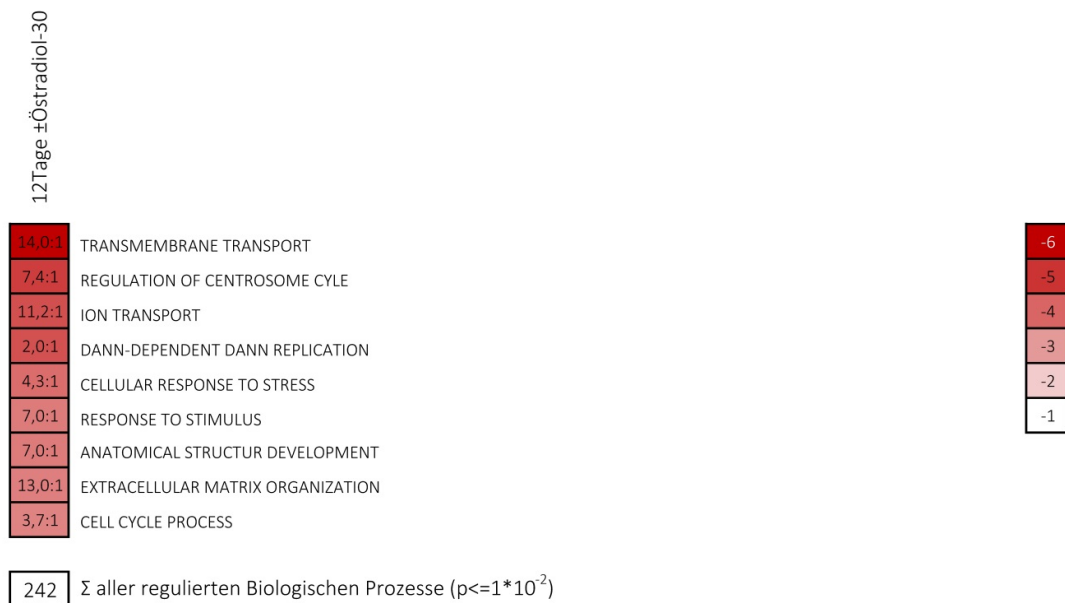 12Tage ±Östradiol-30
14,0:1 TRANSMEMBRANE TRANSPORT
7,4:1 REGULATION OF CENTROSOME CYLE
11,2:1 ION TRANSPORT
2,0:1 DANN-DEPENDENT DANN REPLICATION
4,3:1 CELLULAR RESPONSE TO STRESS
7,0:1 RESPONSE TO STIMULUS
7,0:1 ANATOMICAL STRUCTUR DEVELOPMENT
13,0:1 EXTRACELLULAR MATRIX ORGANIZATION
3,7:1 CELL CYCLE PROCESS
242 Σ aller regulierten Biologischen Prozesse (p<=1*10⁻²)
-6
-5
-4
-3
-2
-1